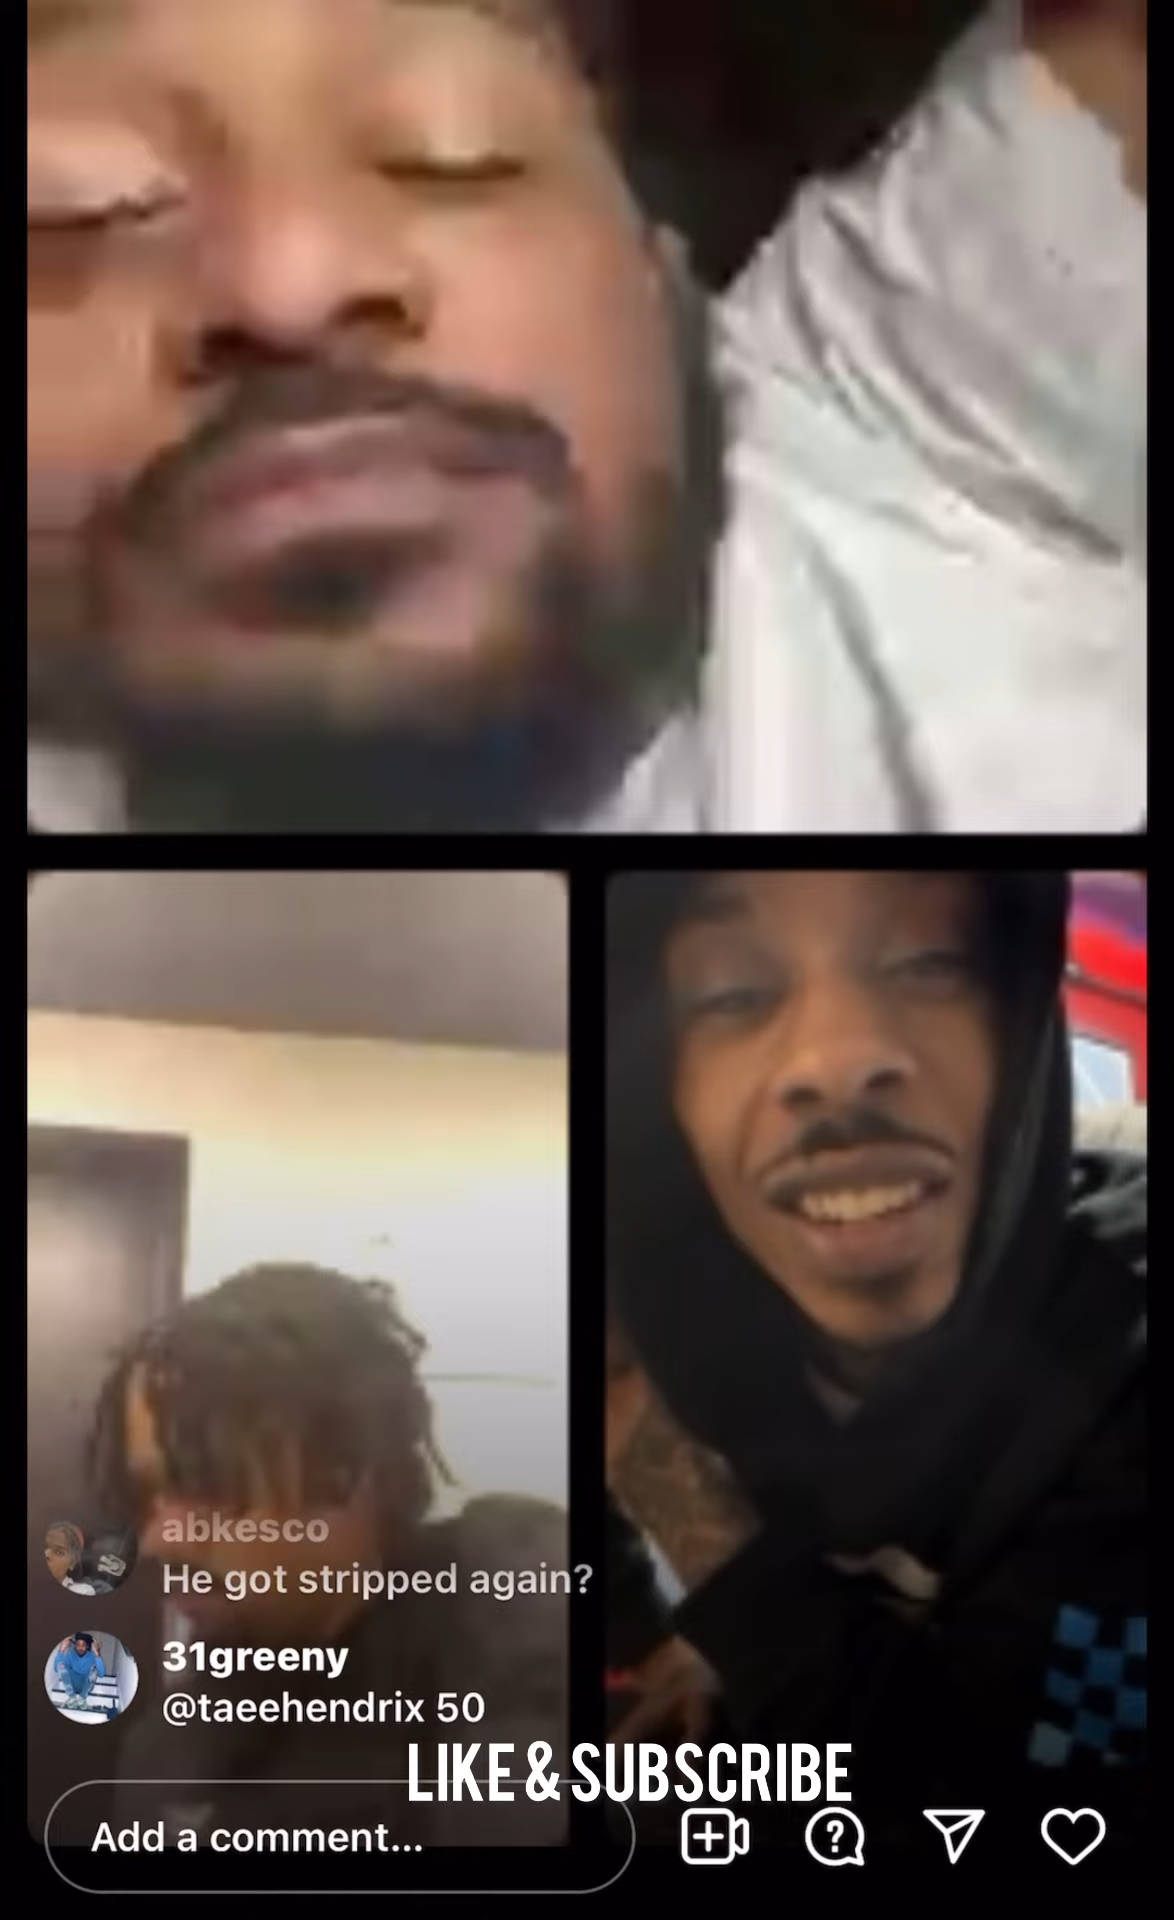 abkesco
He got stripped again?
31greeny
@taeehendrix 50
LIKE & SUBSCRIBE
Add a comment...